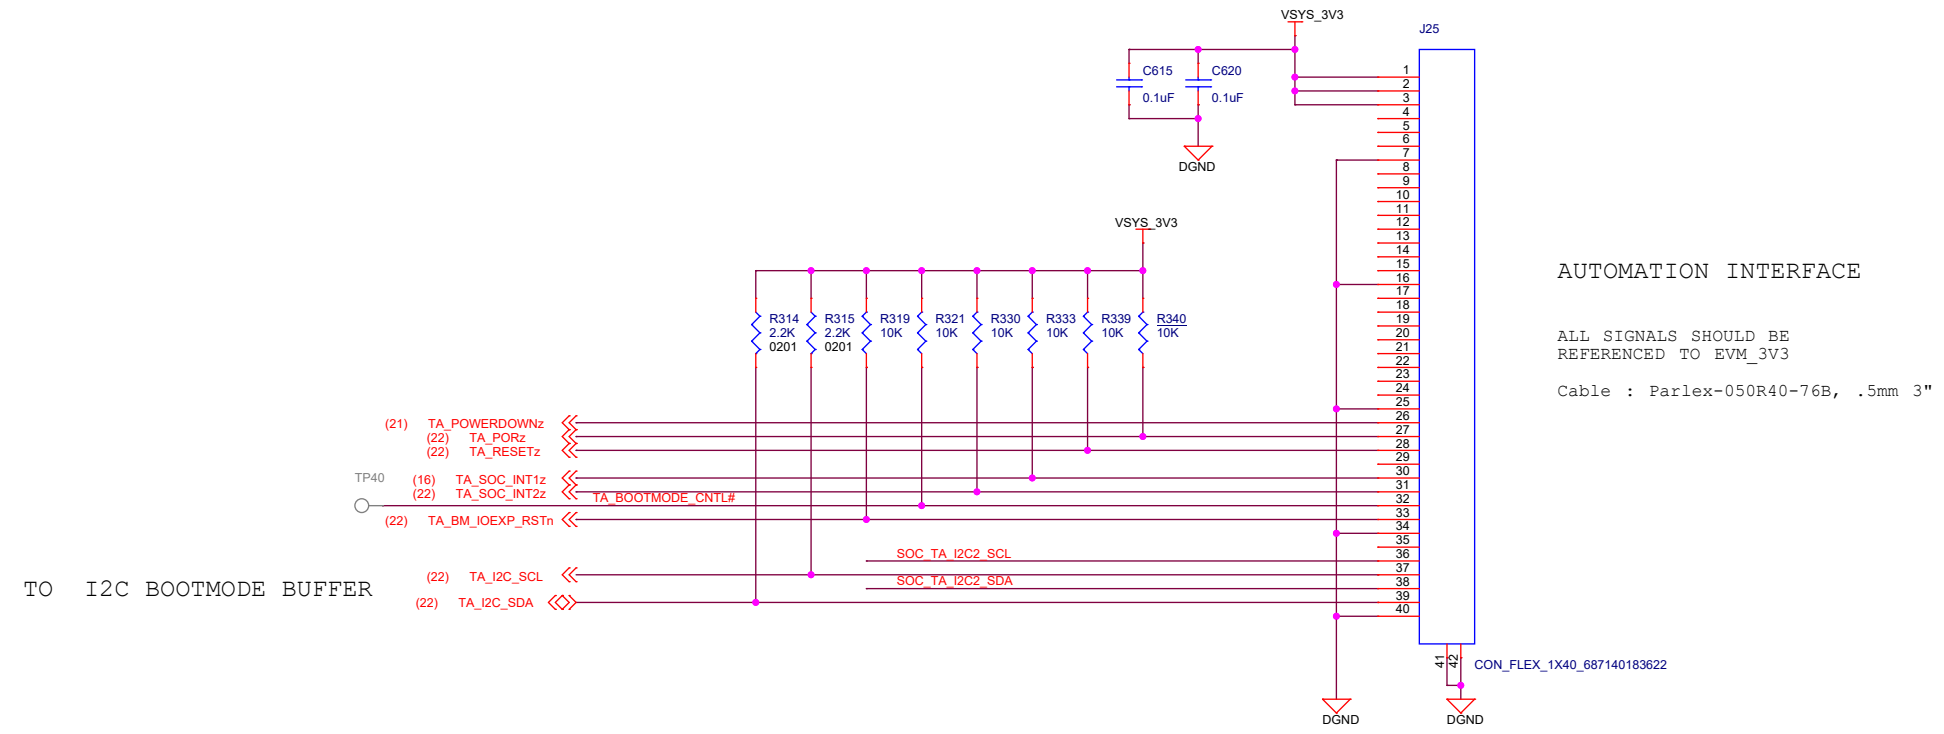 VSYS_3V3
J25
C615
0.1uF
C620
0.1uF
DGND
1
2
3
4
5
6
7
8
9
10
11
12
13
14
15
16
17
18
19
20
21
22
23
24
25
26
27
28
29
30
31
32
33
34
35
36
37
38
39
40
VSYS_3V3
R314
2.2K
0201
R315
2.2K
0201
R319
10K
R321
10K
R330
10K
R333
10K
R339
10K
R340
10K
AUTOMATION INTERFACE
ALL SIGNALS SHOULD BE
REFERENCED TO EVM_3V3
Cable : Parlex-050R40-76B, .5mm 3"
(21) TA_POWERDOWNz
(22) TA_PORz
(22) TA_RESETz
TP40
(16) TA_SOC_INT1z
(22) TA_SOC_INT2z
TA_BOOTMODE_CNTL#
(22) TA_BM_IOEXP_RSTn
SOC_TA_I2C2_SCL
(22) TA_I2C_SCL
SOC_TA_I2C2_SDA
TO I2C BOOTMODE BUFFER
(22) TA_I2C_SDA
41
42
CON_FLEX_1X40_687140183622
DGND
DGND